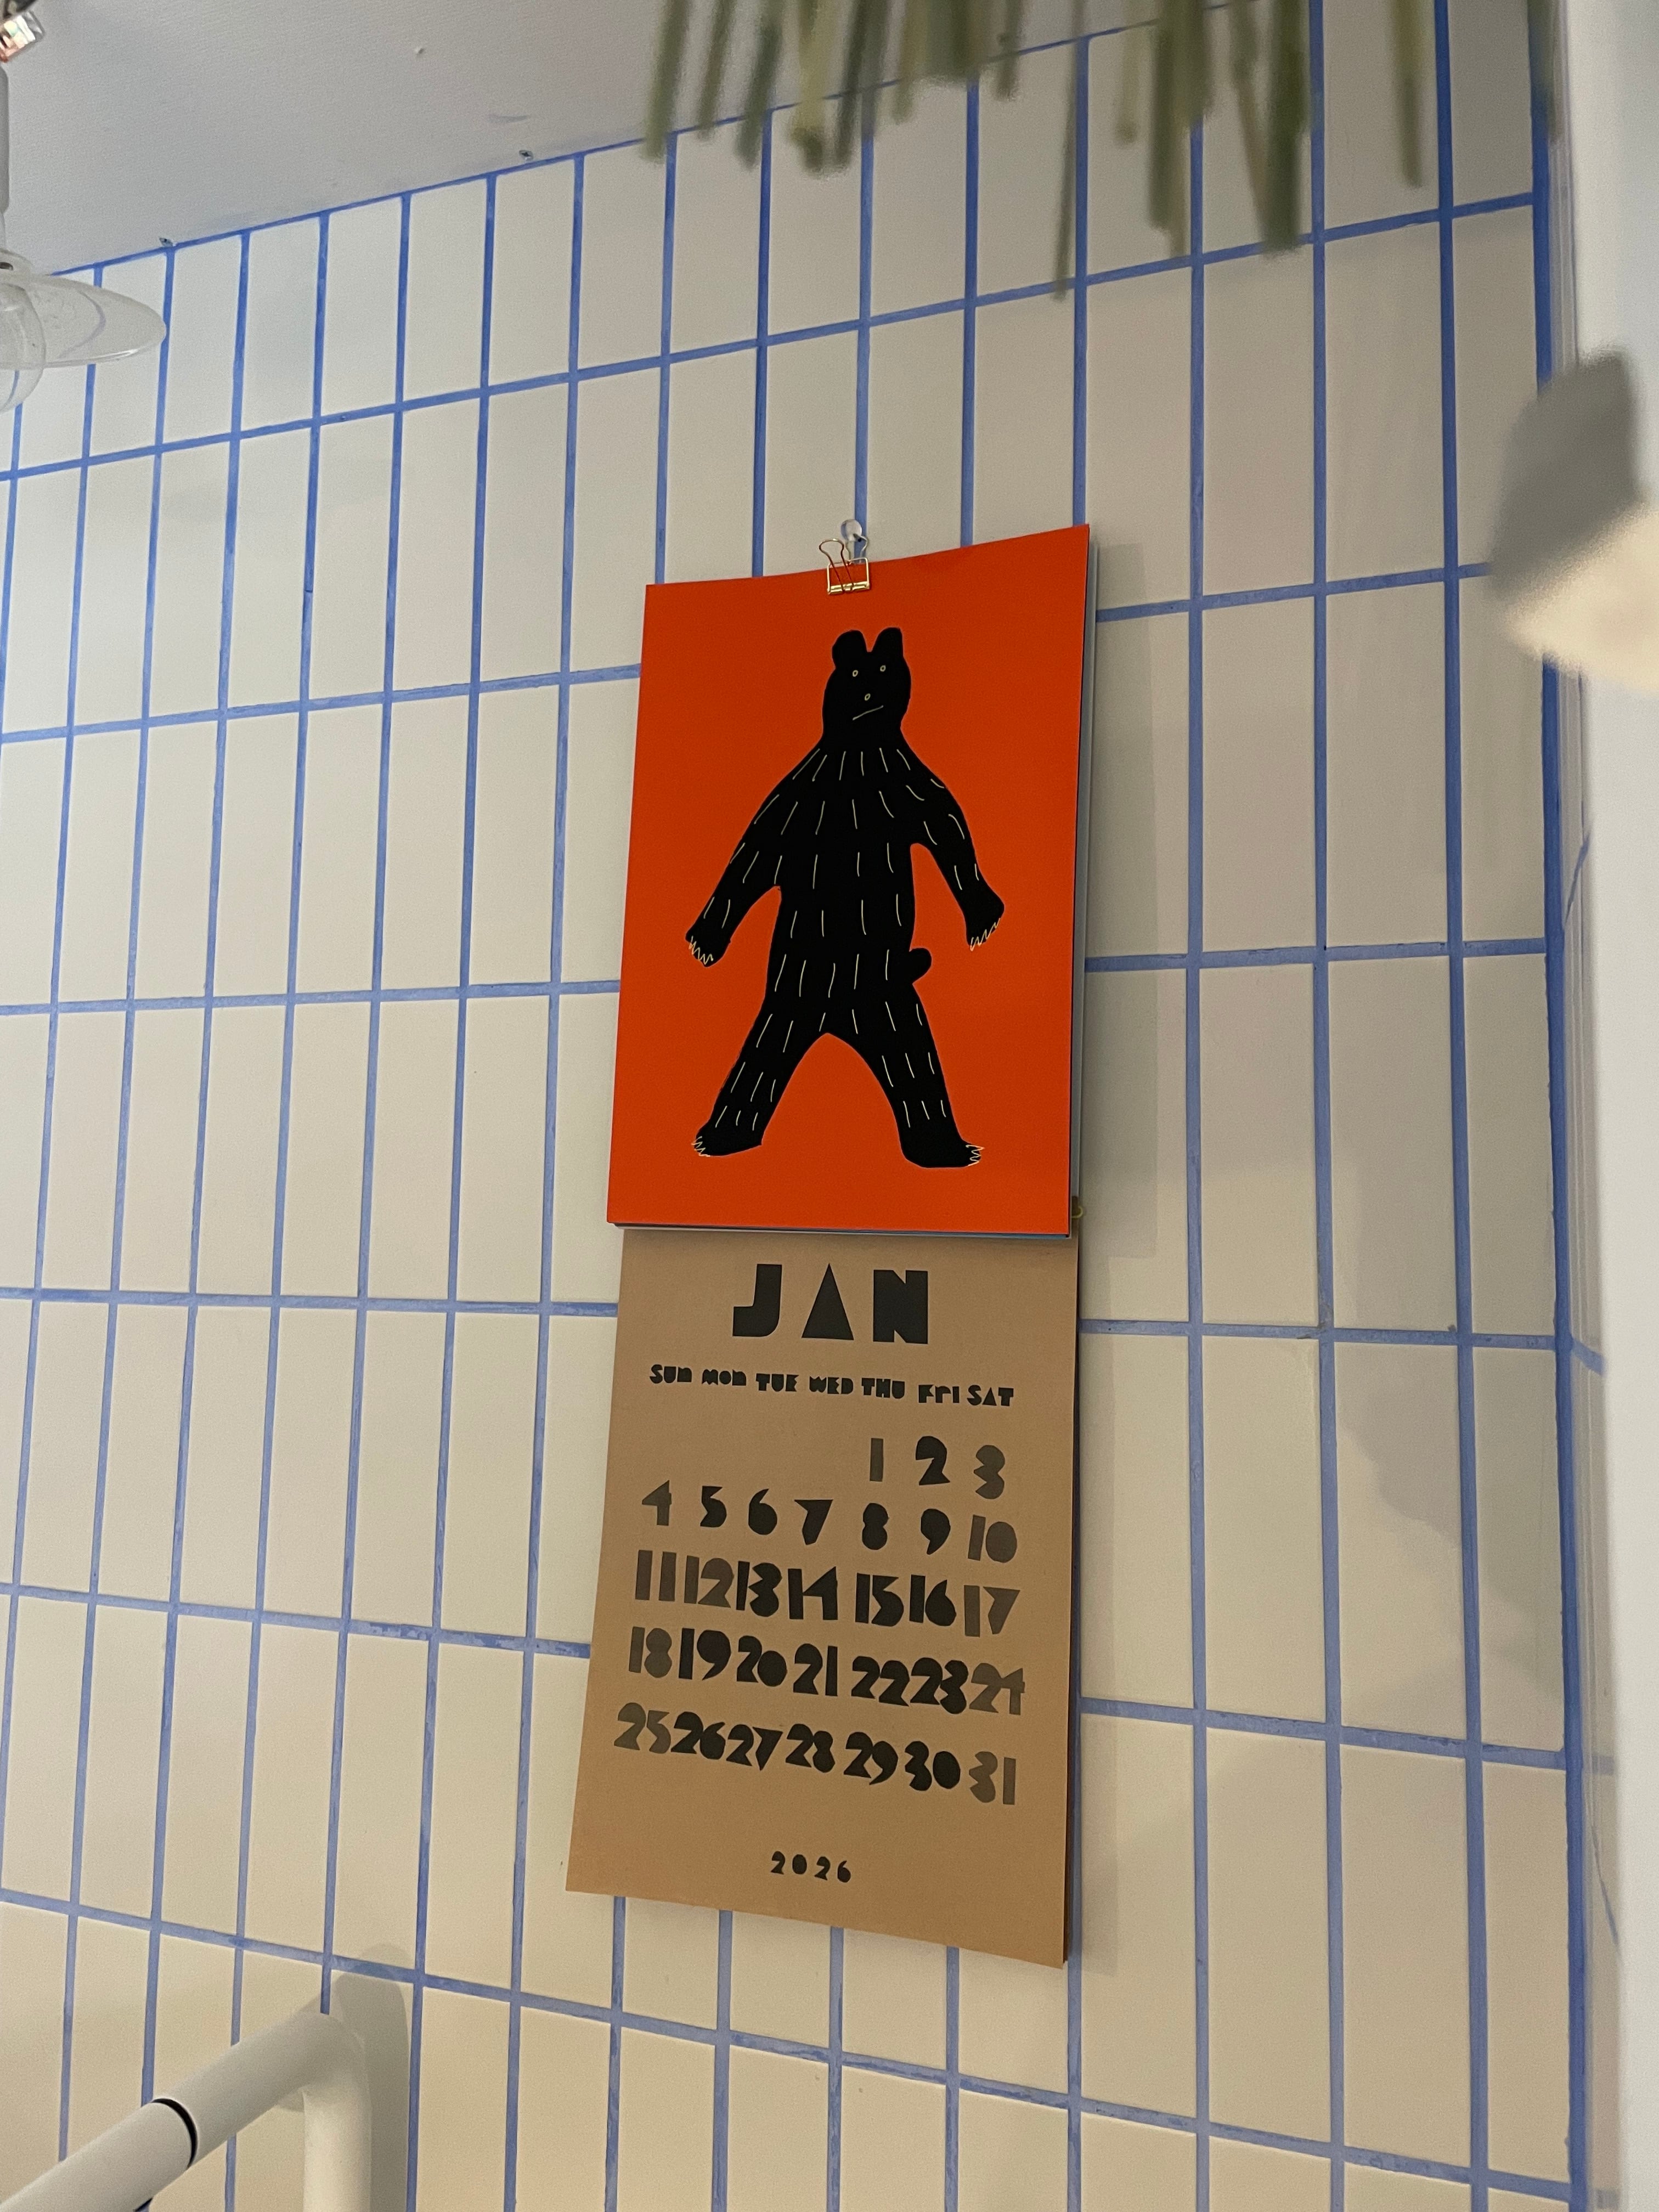 JAN
SUN MON TUE WED THU FRI SAT
1 2 3
4 5 6 7 8 9 10
11 12 13 14 15 16 17
18 19 20 21 22 23 24
25 26 27 28 29 30 31
2026